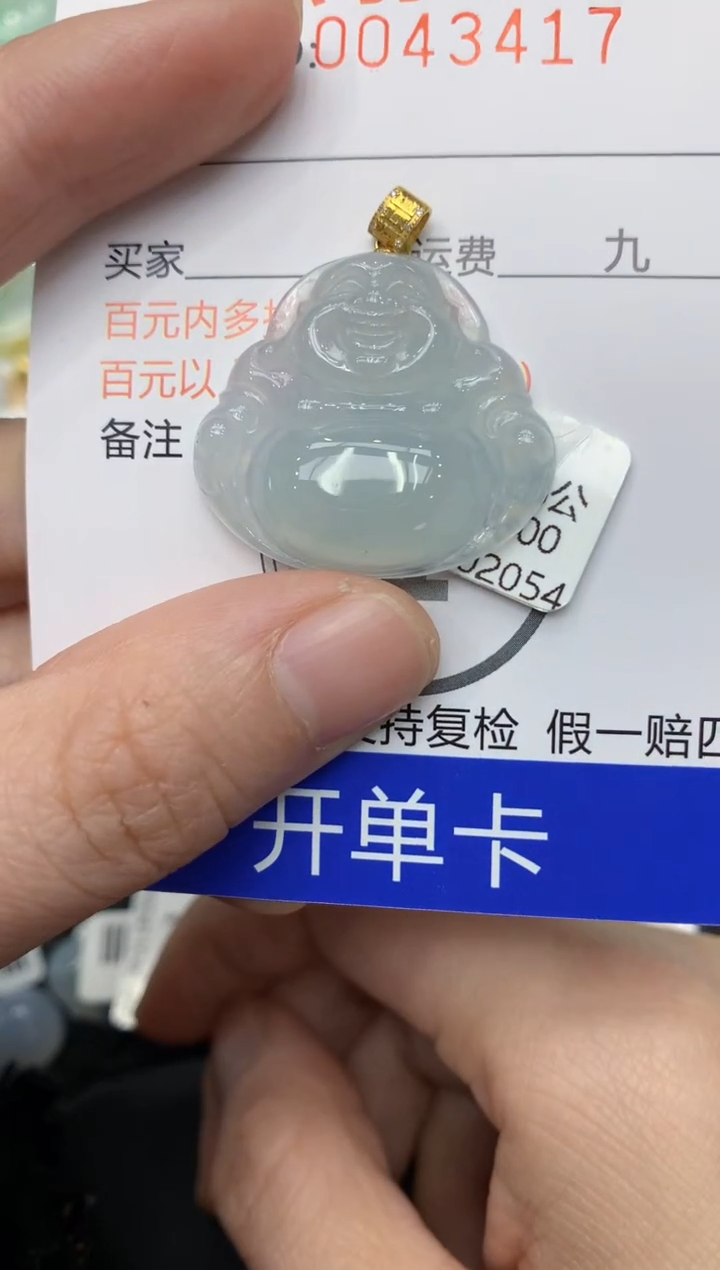 :0043417
买家 运费 九
百元内多
百元以 )
备注
公
00
02054
持复检 假一赔四
开单卡